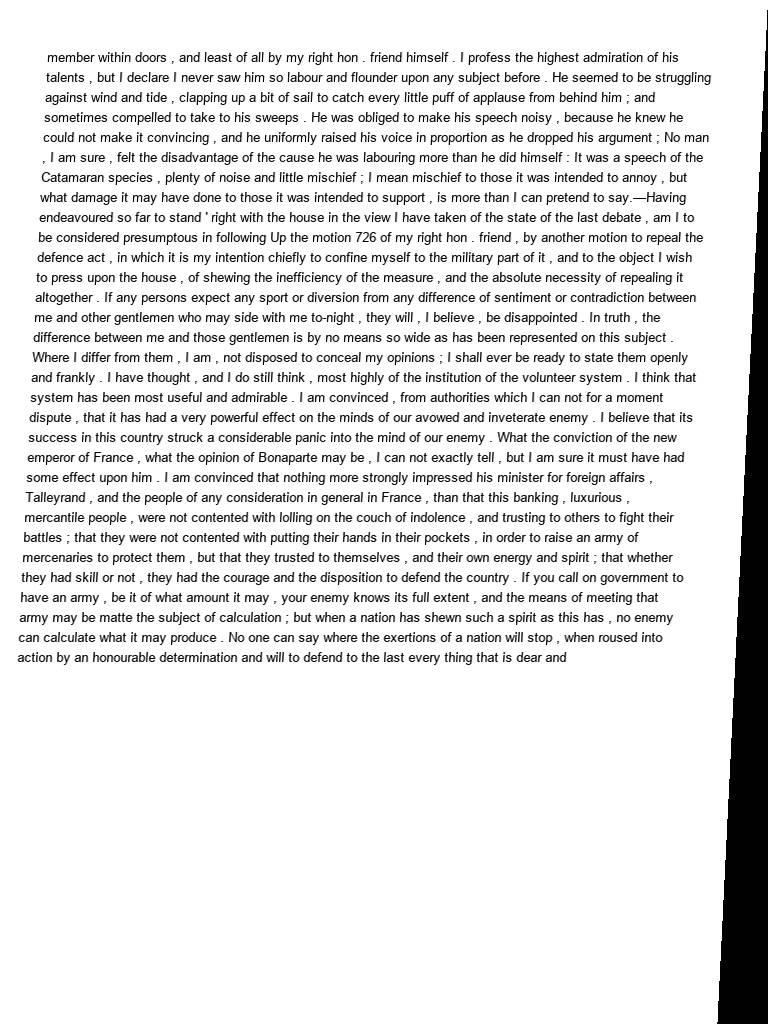 member within doors , and least of all by my right hon . friend himself . I profess the highest admiration of his
talents , but I declare I never saw him so labour and flounder upon any subject before . He seemed to be struggling
against wind and tide , clapping up a bit of sail to catch every little puff of applause from behind him ; and
sometimes compelled to take to his sweeps . He was obliged to make his speech noisy , because he knew he
could not make it convincing , and he uniformly raised his voice in proportion as he dropped his argument ; No man
, I am sure , felt the disadvantage of the cause he was labouring more than he did himself : It was a speech of the
Catamaran species , plenty of noise and little mischief ; I mean mischief to those it was intended to annoy , but
what damage it may have done to those it was intended to support , is more than I can pretend to say.—Having
endeavoured so far to stand ' right with the house in the view I have taken of the state of the last debate , am I to
be considered presumptous in following Up the motion 726 of my right hon . friend , by another motion to repeal the
defence act , in which it is my intention chiefly to confine myself to the military part of it , and to the object I wish
to press upon the house , of shewing the inefficiency of the measure , and the absolute necessity of repealing it
altogether . If any persons expect any sport or diversion from any difference of sentiment or contradiction between
me and other gentlemen who may side with me to-night , they will , I believe , be disappointed . In truth , the
difference between me and those gentlemen is by no means so wide as has been represented on this subject .
Where I differ from them , I am , not disposed to conceal my opinions ; I shall ever be ready to state them openly
and frankly . I have thought , and I do still think , most highly of the institution of the volunteer system . I think that
system has been most useful and admirable . I am convinced , from authorities which I can not for a moment
dispute , that it has had a very powerful effect on the minds of our avowed and inveterate enemy . I believe that its
success in this country struck a considerable panic into the mind of our enemy . What the conviction of the new
emperor of France , what the opinion of Bonaparte may be , I can not exactly tell , but I am sure it must have had
some effect upon him . I am convinced that nothing more strongly impressed his minister for foreign affairs ,
Talleyrand , and the people of any consideration in general in France , than that this banking , luxurious ,
mercantile people , were not contented with lolling on the couch of indolence , and trusting to others to fight their
battles ; that they were not contented with putting their hands in their pockets , in order to raise an army of
mercenaries to protect them , but that they trusted to themselves , and their own energy and spirit ; that whether
they had skill or not , they had the courage and the disposition to defend the country . If you call on government to
have an army , be it of what amount it may , your enemy knows its full extent , and the means of meeting that
army may be matte the subject of calculation ; but when a nation has shewn such a spirit as this has , no enemy
can calculate what it may produce . No one can say where the exertions of a nation will stop , when roused into
action by an honourable determination and will to defend to the last every thing that is dear and